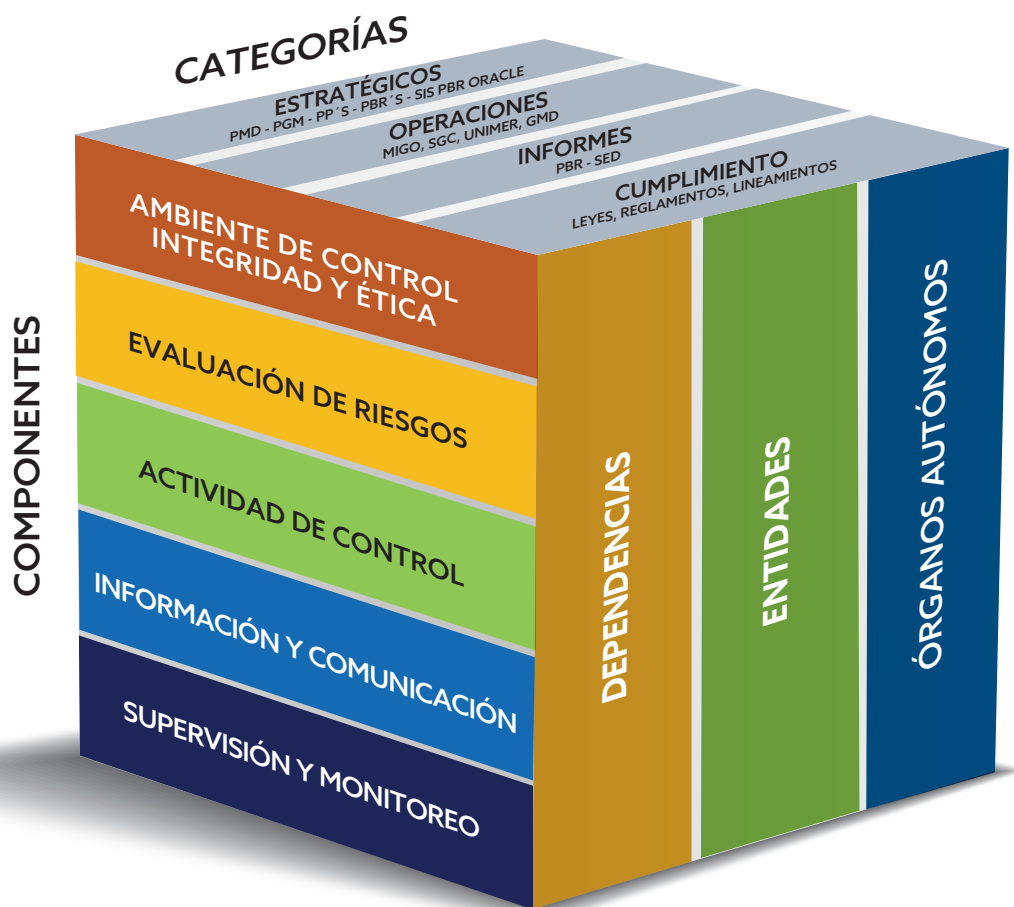 CATEGORÍAS
ESTRATÉGICOS
PMD - PGM - PP´S - PBR´S - SIS PBR ORACLE
OPERACIONES
MIGO, SGC, UNIMER, GMD
INFORMES
PBR - SED
CUMPLIMIENTO
LEYES, REGLAMENTOS, LINEAMIENTOS
COMPONENTES
AMBIENTE DE CONTROL
INTEGRIDAD Y ÉTICA
EVALUACIÓN DE RIESGOS
ACTIVIDAD DE CONTROL
INFORMACIÓN Y COMUNICACIÓN
SUPERVISIÓN Y MONITOREO
DEPENDENCIAS
ENTIDADES
ÓRGANOS AUTÓNOMOS